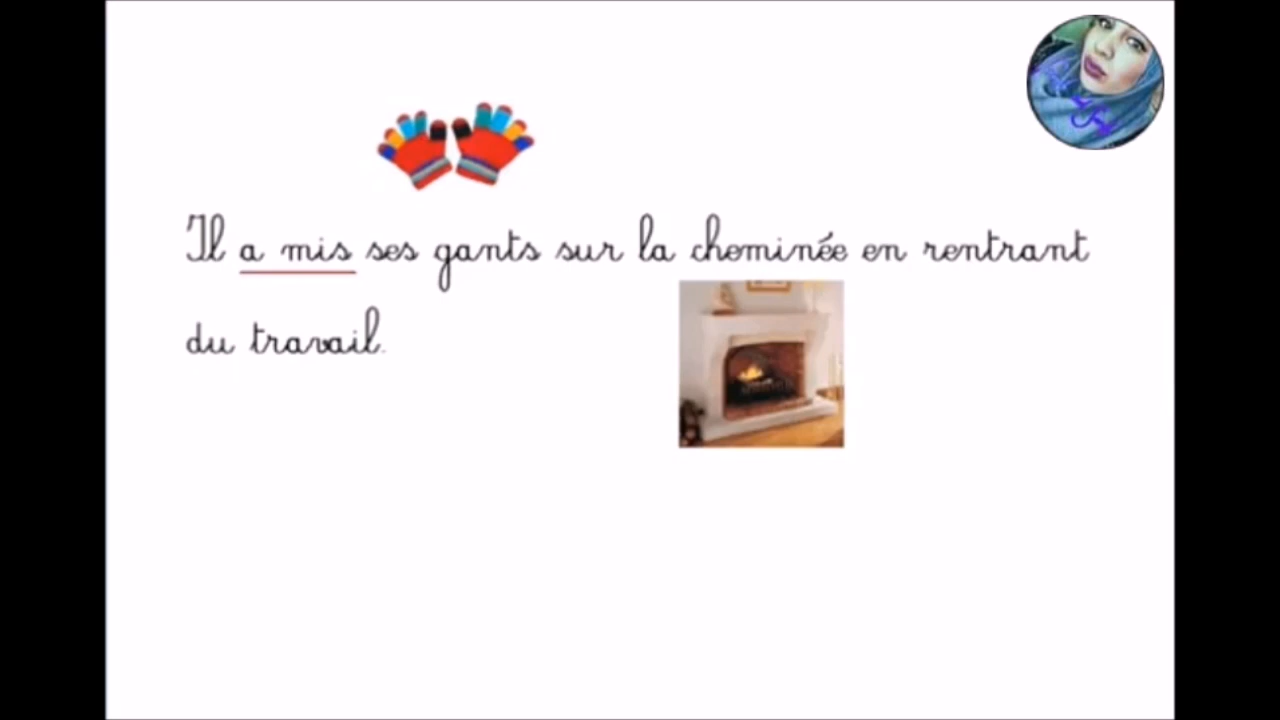 Il a mis ses gants sur la cheminée en rentrant
du travail.